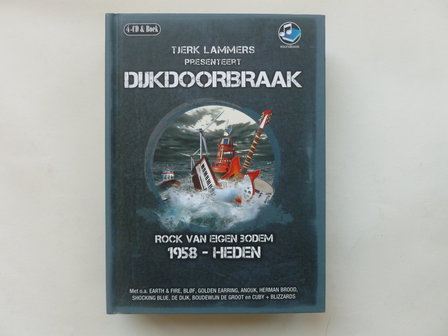 4-CD & Boek
TJERK LAMMERS
PRESENTEERT
DIJKDOORBRAAK
ROCK VAN EIGEN BODEM
1958 - HEDEN
Met o.a. EARTH & FIRE, BLØF, GOLDEN EARRING, ANOUK, HERMAN BROOD,
SHOCKING BLUE, DE DIJK, BOUDEWIJN DE GROOT en CUBY + BLIZZARDS